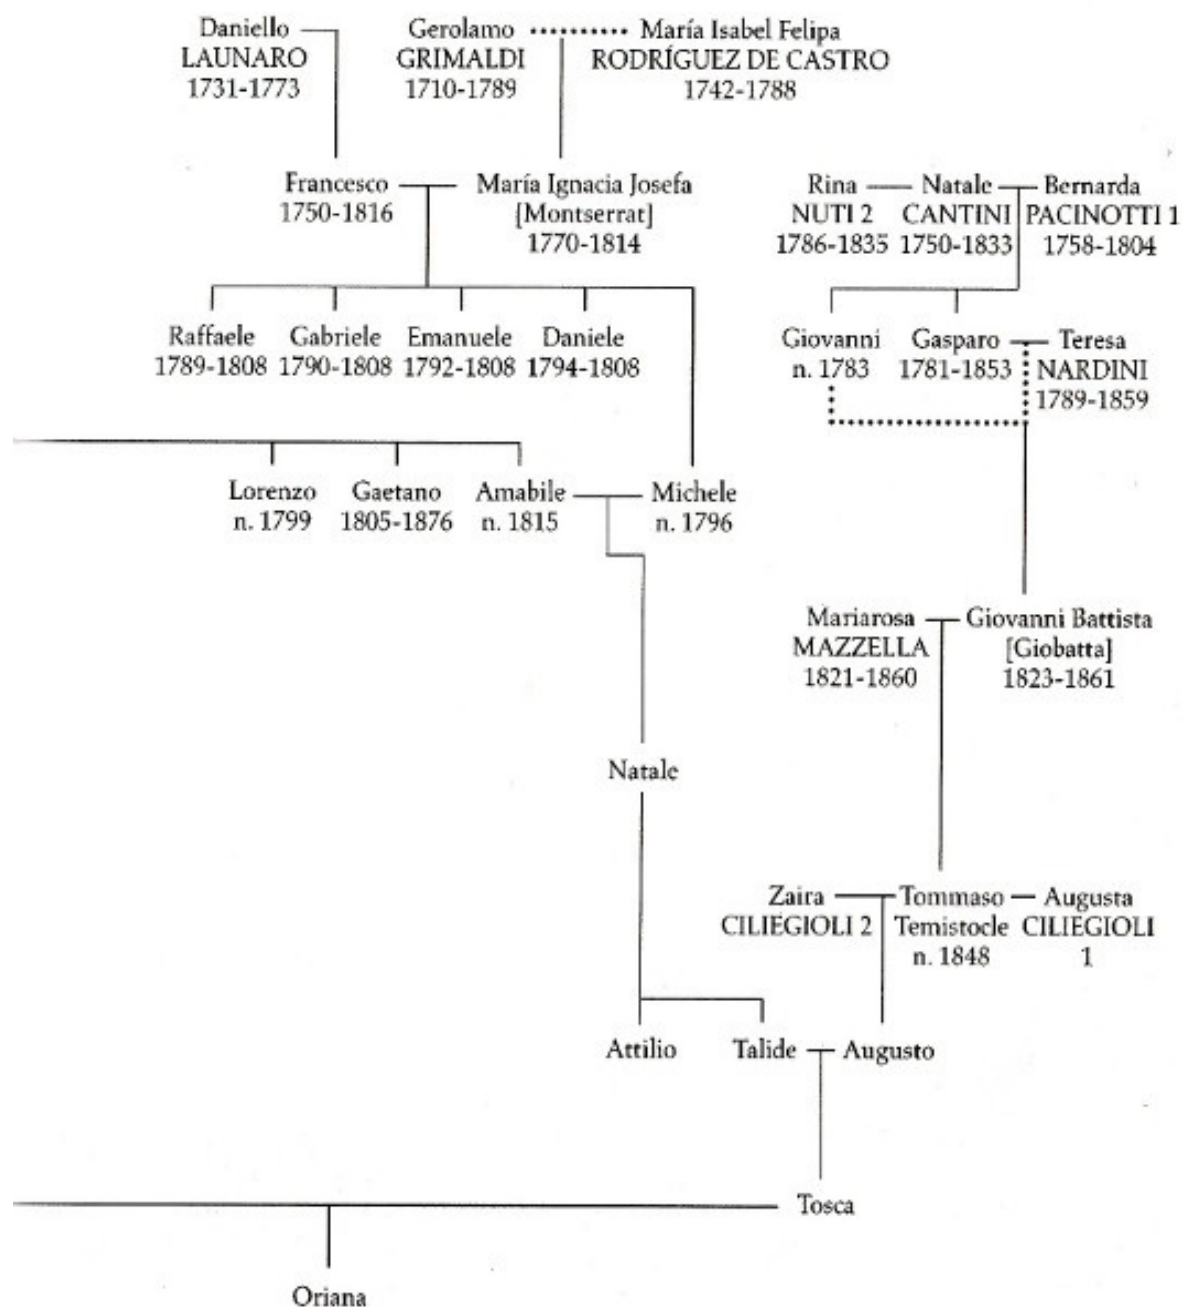 Daniello
LAUNARO
1731-1773
Gerolamo
GRIMALDI
1710-1789
María Isabel Felipa
RODRÍGUEZ DE CASTRO
1742-1788
Francesco
1750-1816
María Ignacia Josefa
[Montserrat]
1770-1814
Rina
NUTI 2
1786-1835
Natale
CANTINI
1750-1833
Bernarda
PACINOTTI 1
1758-1804
Raffaele
1789-1808
Gabriele
1790-1808
Emanuele
1792-1808
Daniele
1794-1808
Giovanni
n. 1783
Gasparo
1781-1853
Teresa
NARDINI
1789-1859
Lorenzo
n. 1799
Gaetano
1805-1876
Amabile
n. 1815
Michele
n. 1796
Mariarosa
MAZZELLA
1821-1860
Giovanni Battista
[Giobatta]
1823-1861
Natale
Zaira
CILIEGIOLI 2
Tommaso
Temistocle
n. 1848
Augusta
CILIEGIOLI
1
Attilio
Talide
Augusto
Tosca
Oriana